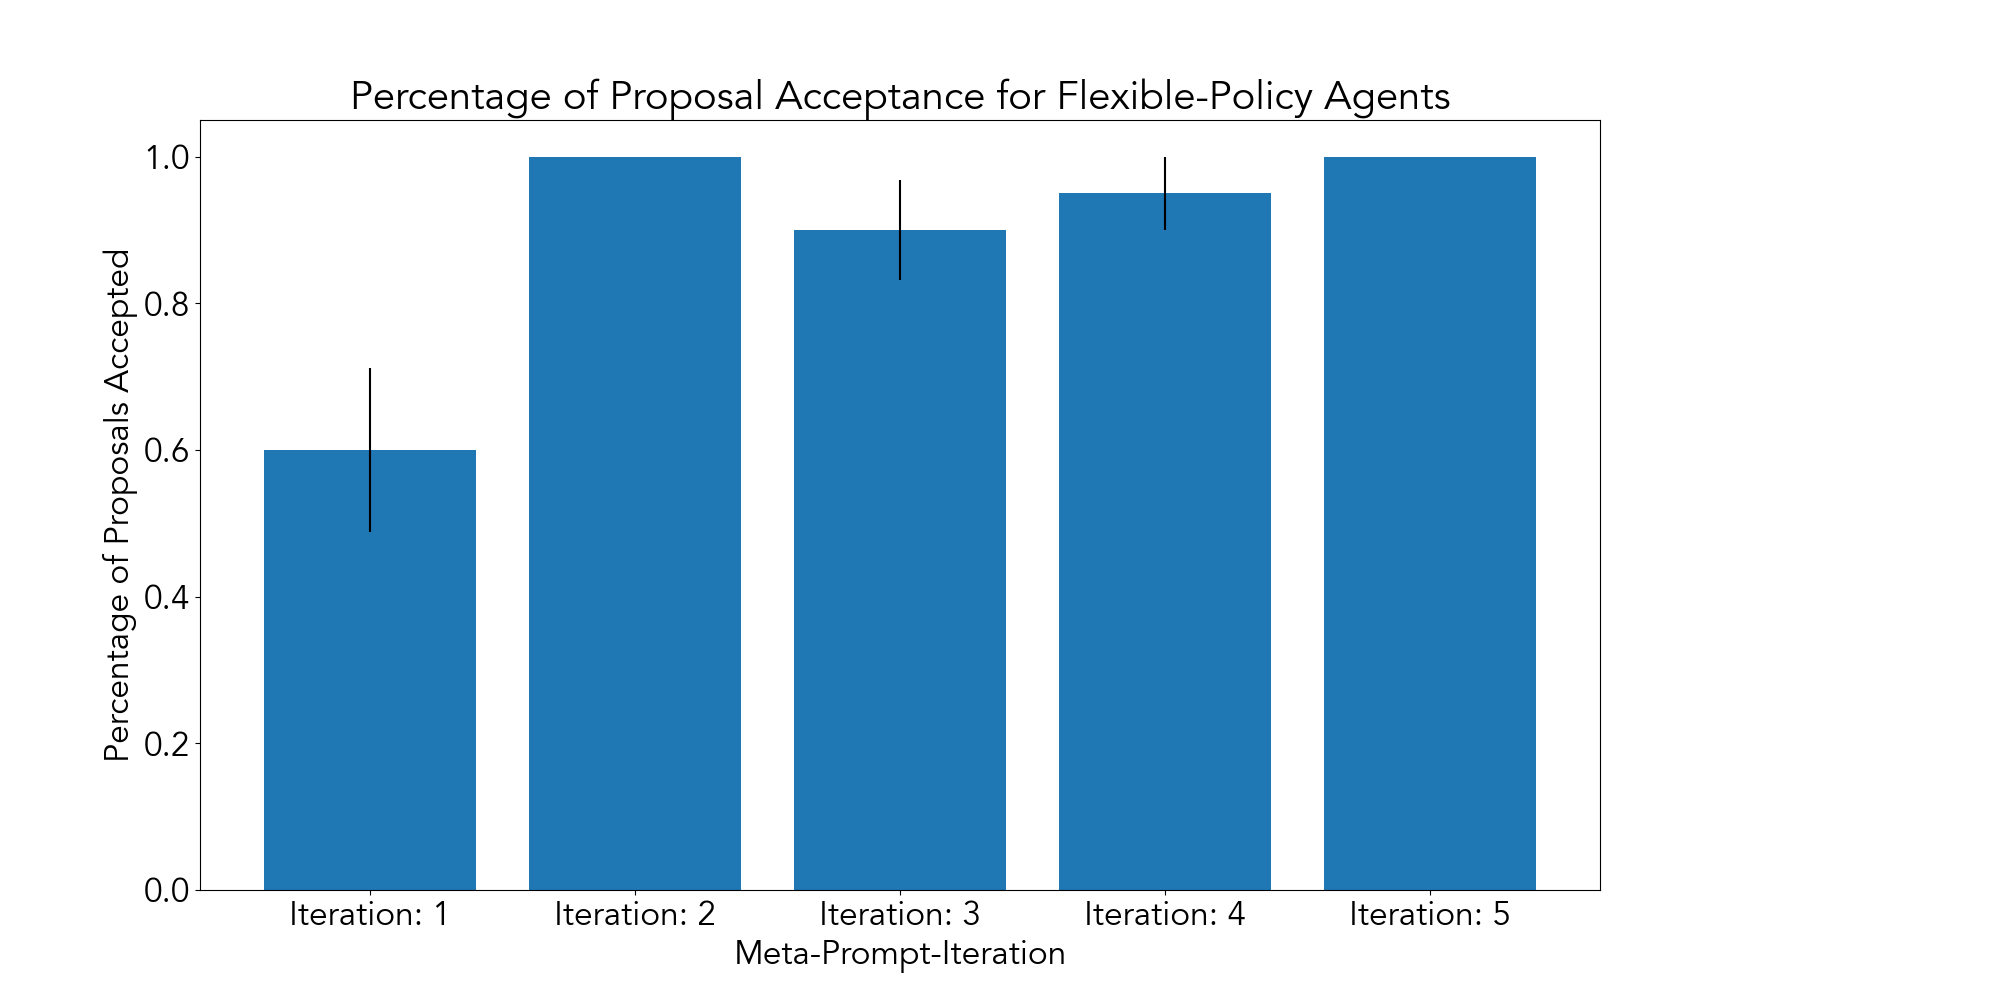 Percentage of Proposal Acceptance for Flexible-Policy Agents
Percentage of Proposals Accepted
1.0
0.8
0.6
0.4
0.2
0.0
Iteration: 1
Iteration: 2
Iteration: 3
Iteration: 4
Iteration: 5
Meta-Prompt-Iteration